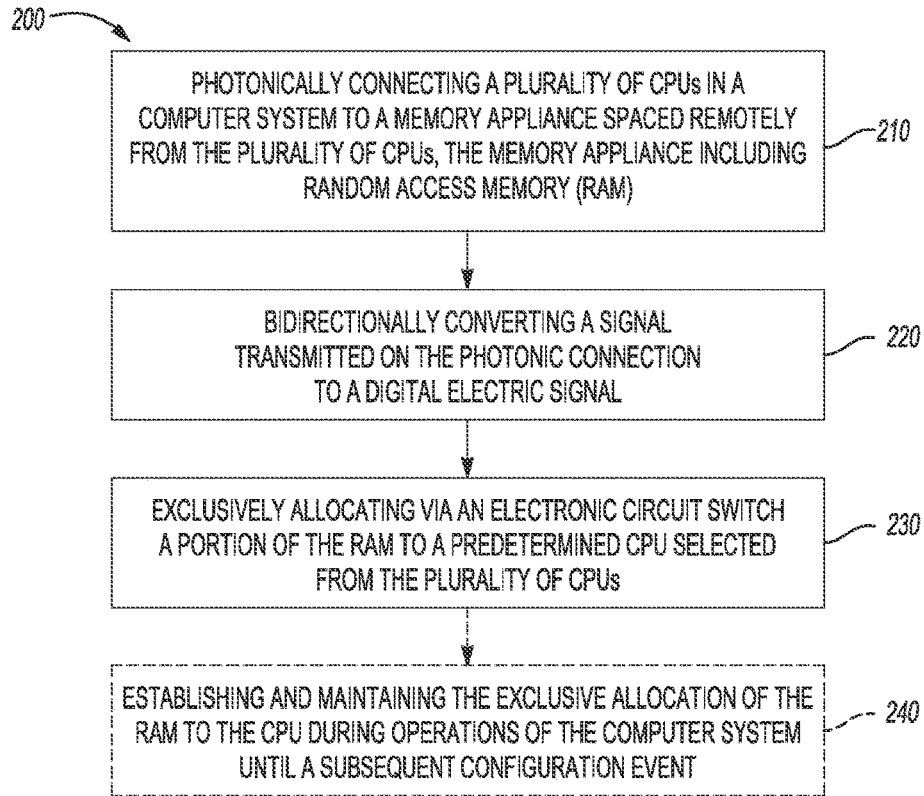 200
PHOTONICALLY CONNECTING A PLURALITY OF CPUs IN A
COMPUTER SYSTEM TO A MEMORY APPLIANCE SPACED REMOTELY
FROM THE PLURALITY OF CPUs, THE MEMORY APPLIANCE INCLUDING
RANDOM ACCESS MEMORY (RAM)
210
BIDIRECTIONALLY CONVERTING A SIGNAL
TRANSMITTED ON THE PHOTONIC CONNECTION
TO A DIGITAL ELECTRIC SIGNAL
220
EXCLUSIVELY ALLOCATING VIA AN ELECTRONIC CIRCUIT SWITCH
A PORTION OF THE RAM TO A PREDETERMINED CPU SELECTED
FROM THE PLURALITY OF CPUs
230
ESTABLISHING AND MAINTAINING THE EXCLUSIVE ALLOCATION OF THE
RAM TO THE CPU DURING OPERATIONS OF THE COMPUTER SYSTEM
UNTIL A SUBSEQUENT CONFIGURATION EVENT
240